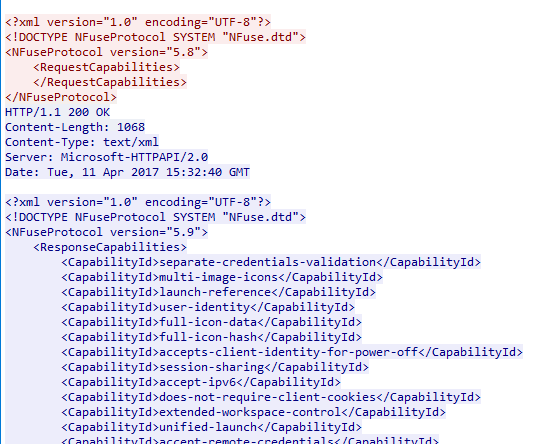 <?xml version="1.0" encoding="UTF-8"?>
<!DOCTYPE NFuseProtocol SYSTEM "NFuse.dtd">
<NFuseProtocol version="5.8">
    <RequestCapabilities>
    </RequestCapabilities>
</NFuseProtocol>
HTTP/1.1 200 OK
Content-Length: 1068
Content-Type: text/xml
Server: Microsoft-HTTPAPI/2.0
Date: Tue, 11 Apr 2017 15:32:40 GMT

<?xml version="1.0" encoding="UTF-8"?>
<!DOCTYPE NFuseProtocol SYSTEM "NFuse.dtd">
<NFuseProtocol version="5.9">
    <ResponseCapabilities>
        <CapabilityId>separate-credentials-validation</CapabilityId>
        <CapabilityId>multi-image-icons</CapabilityId>
        <CapabilityId>launch-reference</CapabilityId>
        <CapabilityId>user-identity</CapabilityId>
        <CapabilityId>full-icon-data</CapabilityId>
        <CapabilityId>full-icon-hash</CapabilityId>
        <CapabilityId>accepts-client-identity-for-power-off</CapabilityId>
        <CapabilityId>session-sharing</CapabilityId>
        <CapabilityId>accept-ipv6</CapabilityId>
        <CapabilityId>does-not-require-client-cookies</CapabilityId>
        <CapabilityId>extended-workspace-control</CapabilityId>
        <CapabilityId>unified-launch</CapabilityId>
        <CapabilityId>accept-remote-credentials</CapabilityId>